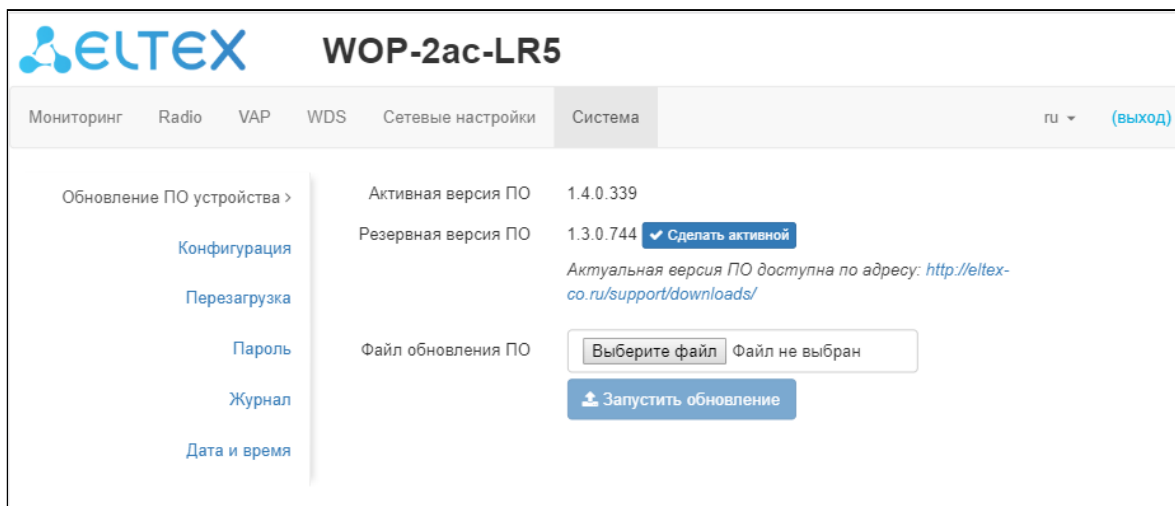 ELTEX WOP-2ac-LR5
Мониторинг Radio VAP WDS Сетевые настройки Система ru (выход)
Обновление ПО устройства >
Конфигурация
Перезагрузка
Пароль
Журнал
Дата и время
Активная версия ПО 1.4.0.339
Резервная версия ПО 1.3.0.744 Сделать активной
Актуальная версия ПО доступна по адресу: http://eltex-
co.ru/support/downloads/
Файл обновления ПО Выберите файл Файл не выбран
Запустить обновление